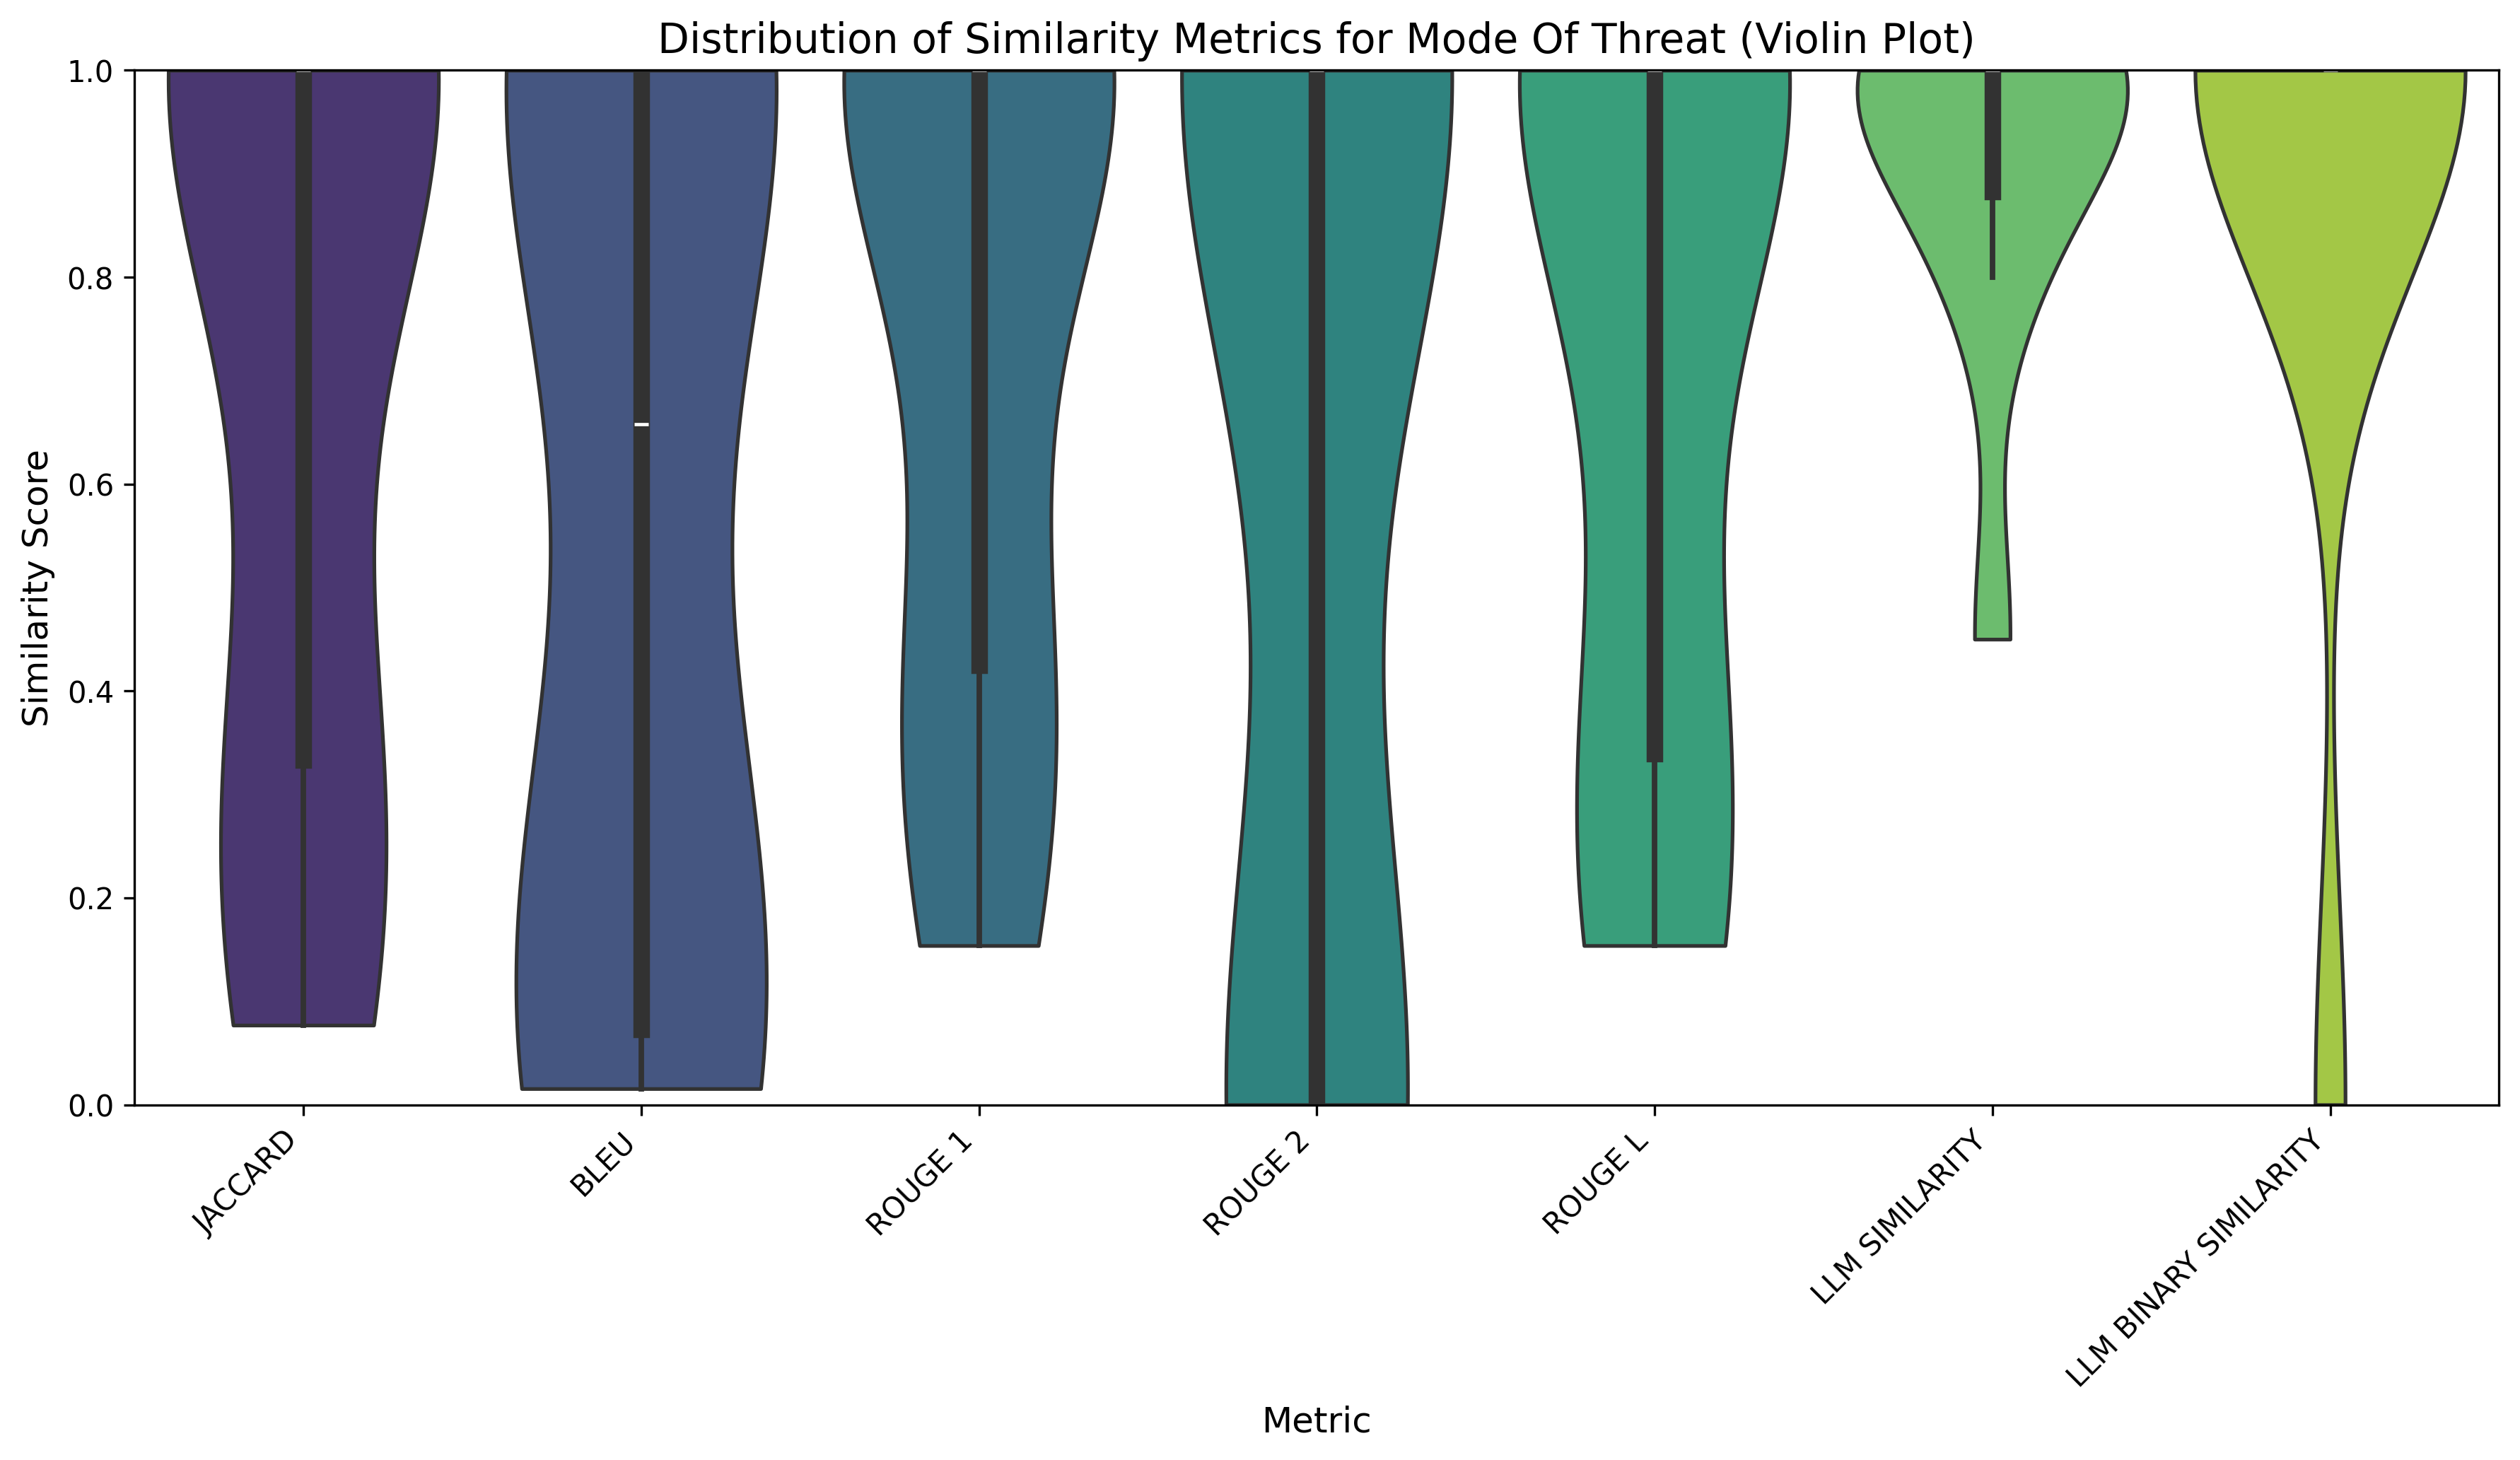 Distribution of Similarity Metrics for Mode Of Threat (Violin Plot)
Similarity Score
1.0
0.8
0.6
0.4
0.2
0.0
JACCARD
BLEU
ROUGE 1
ROUGE 2
ROUGE L
LLM SIMILARITY
LLM BINARY SIMILARITY
Metric